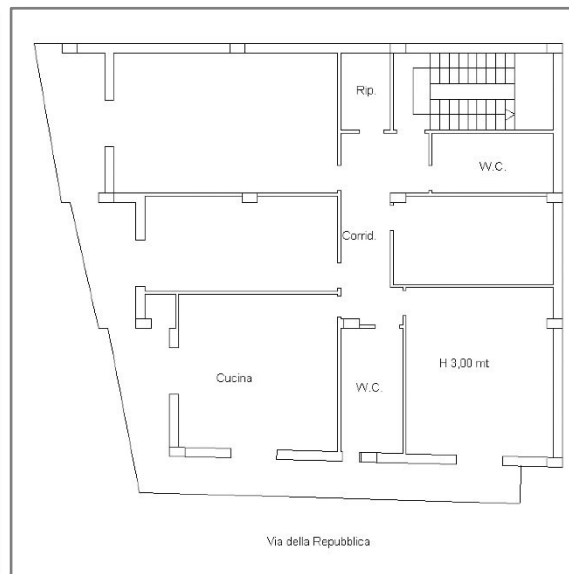 Rip.
W.C.
Corrid.
Cucina
W.C.
H 3,00 mt
Via della Repubblica